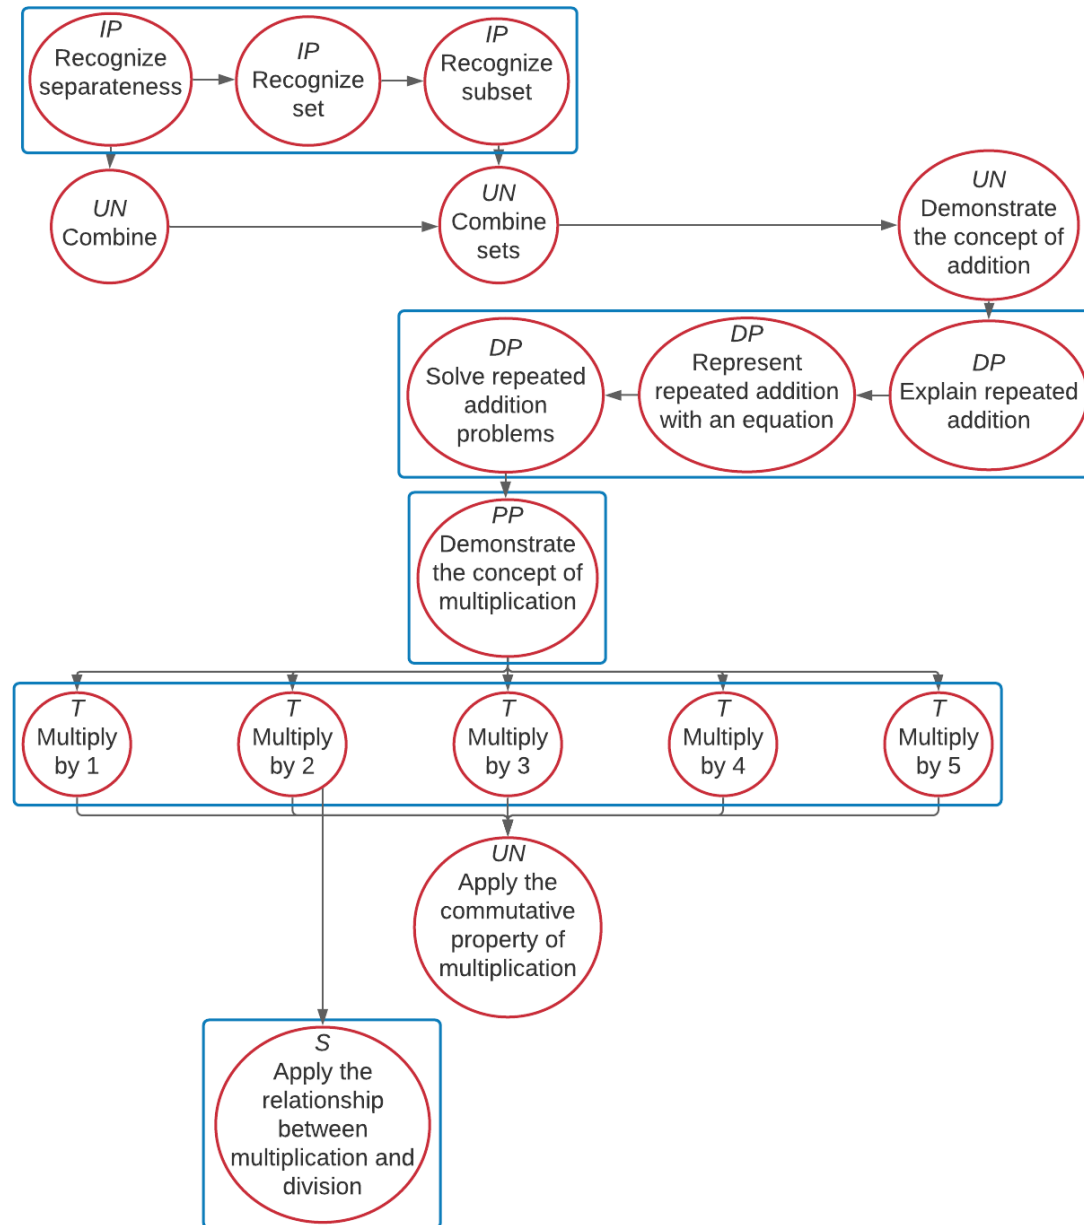 IP
Recognize
separateness
IP
Recognize
set
IP
Recognize
subset
UN
Combine
UN
Combine
sets
UN
Demonstrate
the concept of
addition
DP
Solve repeated
addition
problems
DP
Represent
repeated addition
with an equation
DP
Explain repeated
addition
PP
Demonstrate
the concept of
multiplication
T
Multiply
by 1
T
Multiply
by 2
T
Multiply
by 3
T
Multiply
by 4
T
Multiply
by 5
UN
Apply the
commutative
property of
multiplication
S
Apply the
relationship
between
multiplication and
division